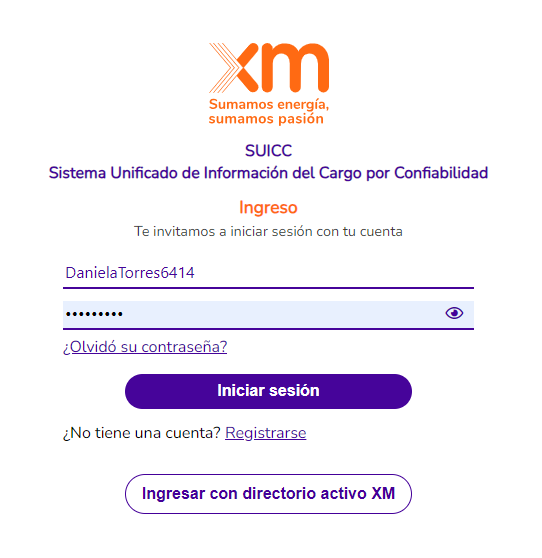 xm
Sumamos energía,
sumamos pasión
SUICC
Sistema Unificado de Información del Cargo por Confiabilidad
Ingreso
Te invitamos a iniciar sesión con tu cuenta
DanielaTorres6414
•••••••••
¿Olvidó su contraseña?
Iniciar sesión
¿No tiene una cuenta? Registrarse
Ingresar con directorio activo XM